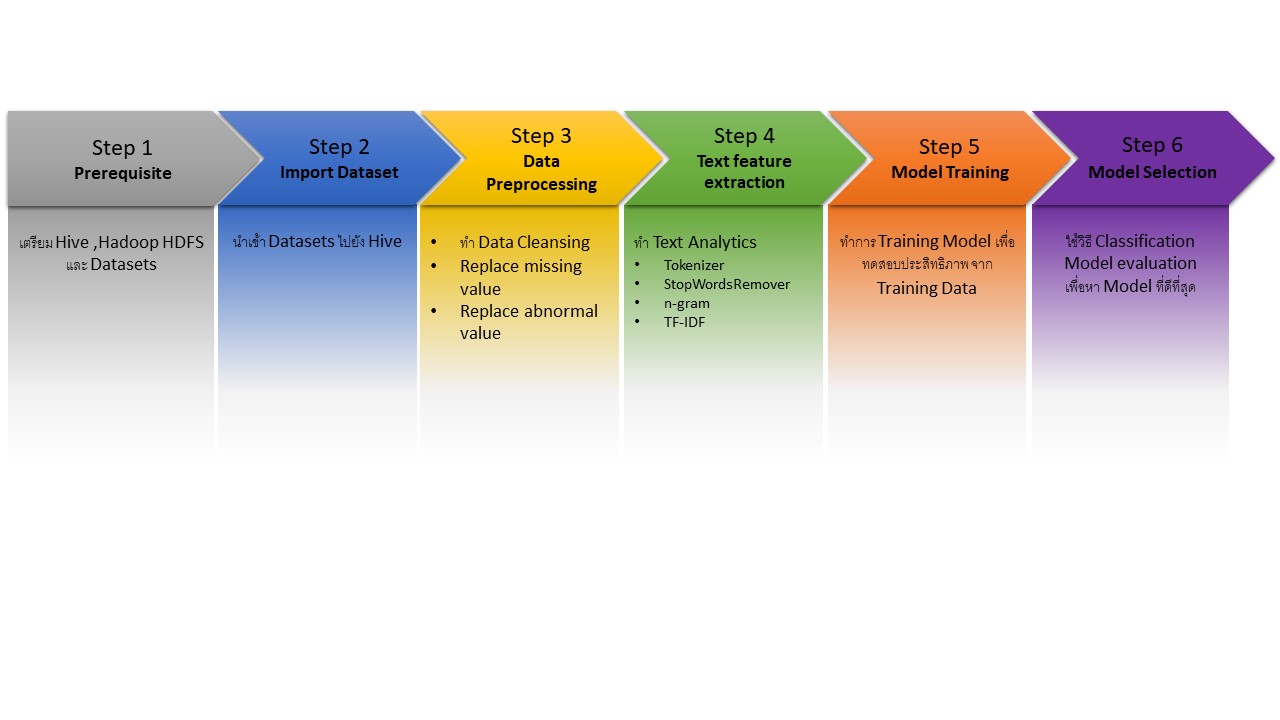 Step 1
Prerequisite
เตรียม Hive ,Hadoop HDFS
และ Datasets
Step 2
Import Dataset
นำเข้า Datasets ไปยัง Hive
Step 3
Data
Preprocessing
• ทำ Data Cleansing
• Replace missing
value
• Replace abnormal
value
Step 4
Text feature
extraction
ทำ Text Analytics
• Tokenizer
• StopWordsRemover
• n-gram
• TF-IDF
Step 5
Model Training
ทำการ Training Model เพื่อ
ทดสอบประสิทธิภาพ จาก
Training Data
Step 6
Model Selection
ใช้วิธี Classification
Model evaluation
เพื่อหา Model ที่ดีที่สุด